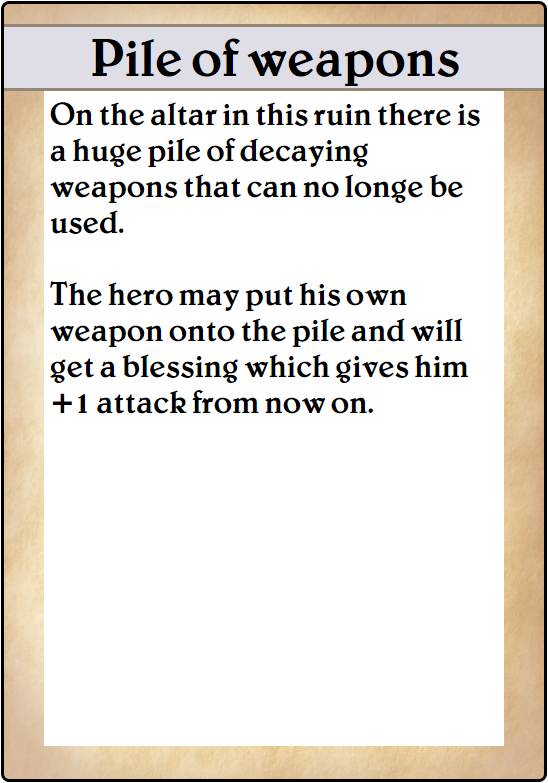 Pile of weapons
On the altar in this ruin there is
a huge pile of decaying
weapons that can no longe be
used.
The hero may put his own
weapon onto the pile and will
get a blessing which gives him
+1 attack from now on.